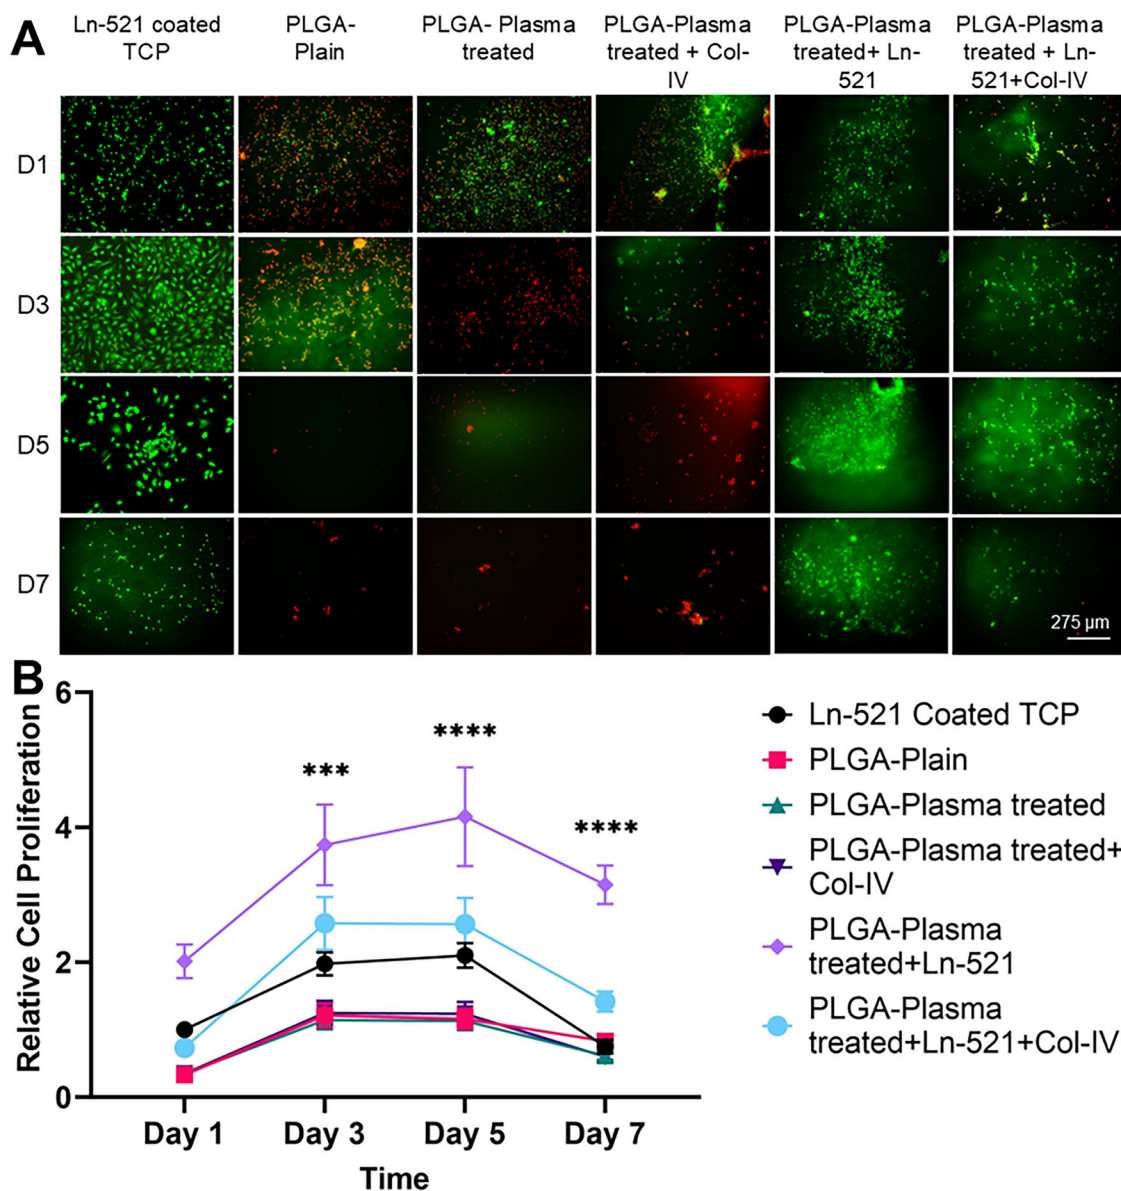 A
Ln-521 coated
TCP
PLGA-
Plain
PLGA- Plasma
treated
PLGA-Plasma
treated + Col-
IV
PLGA-Plasma
treated+ Ln-
521
PLGA-Plasma
treated + Ln-
521+Col-IV
D1
D3
D5
D7
275 µm
B
6
4
2
0
Relative Cell Proliferation
***
****
****
Day 1
Day 3
Day 5
Day 7
Time
Ln-521 Coated TCP
PLGA-Plain
PLGA-Plasma treated
PLGA-Plasma treated+
Col-IV
PLGA-Plasma
treated+Ln-521
PLGA-Plasma
treated+Ln-521+Col-IV